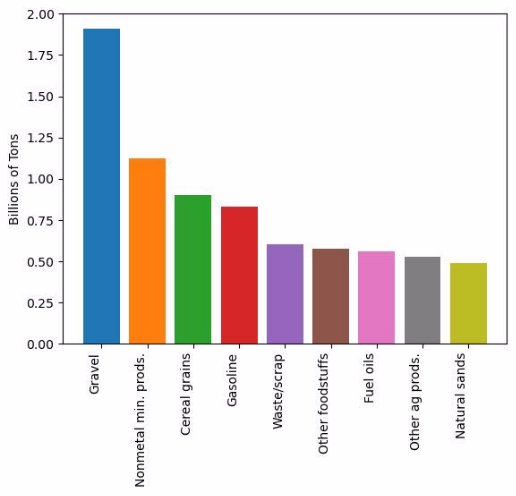 2.00
1.75
1.50
1.25
1.00
0.75
0.50
0.25
0.00
Billions of Tons
Gravel
Nonmetal min. prods.
Cereal grains
Gasoline
Waste/scrap
Other foodstuffs
Fuel oils
Other ag prods.
Natural sands